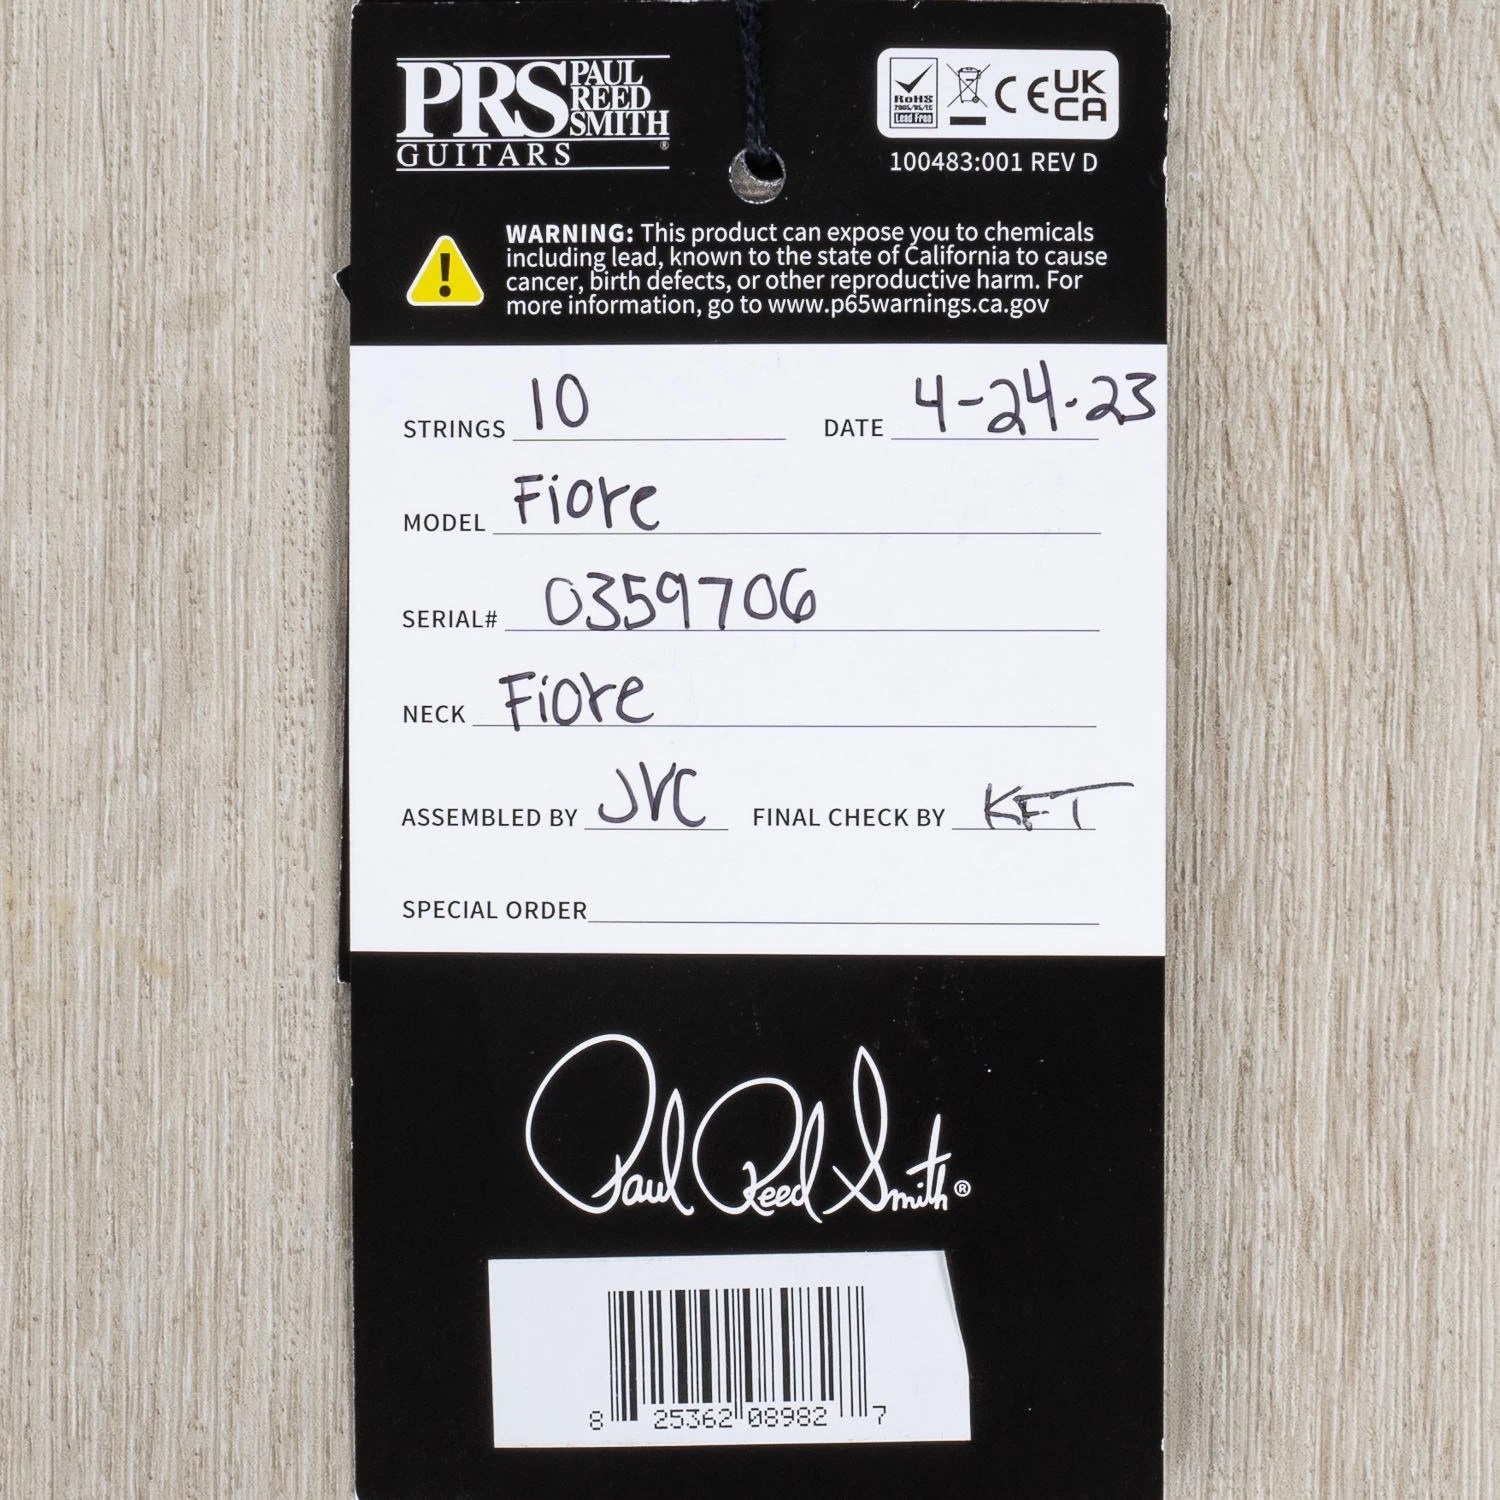 PRS PAUL REED SMITH
GUITARS ®
RoHS
2005/95/EC
Lead Free
CE UK CA
100483:001 REV D
WARNING: This product can expose you to chemicals
including lead, known to the state of California to cause
cancer, birth defects, or other reproductive harm. For
more information, go to www.p65warnings.ca.gov
STRINGS 10 DATE 4-24-23
MODEL Fiore
SERIAL# 0359706
NECK Fiore
ASSEMBLED BY JVC FINAL CHECK BY KFT
SPECIAL ORDER
Paul Reed Smith ®
8 25362 08982 7